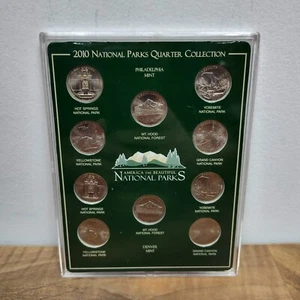 2010 National Parks Quarter Collection
Philadelphia
Mint
Hot Springs
National Park
Yosemite
National Park
Mt Hood
National Forest
Yellowstone
National Park
Grand Canyon
National Park
America the Beautiful
National Parks
Hot Springs
National Park
Yosemite
National Park
Mt Hood
National Forest
Yellowstone
National Park
Grand Canyon
National Park
Denver
Mint